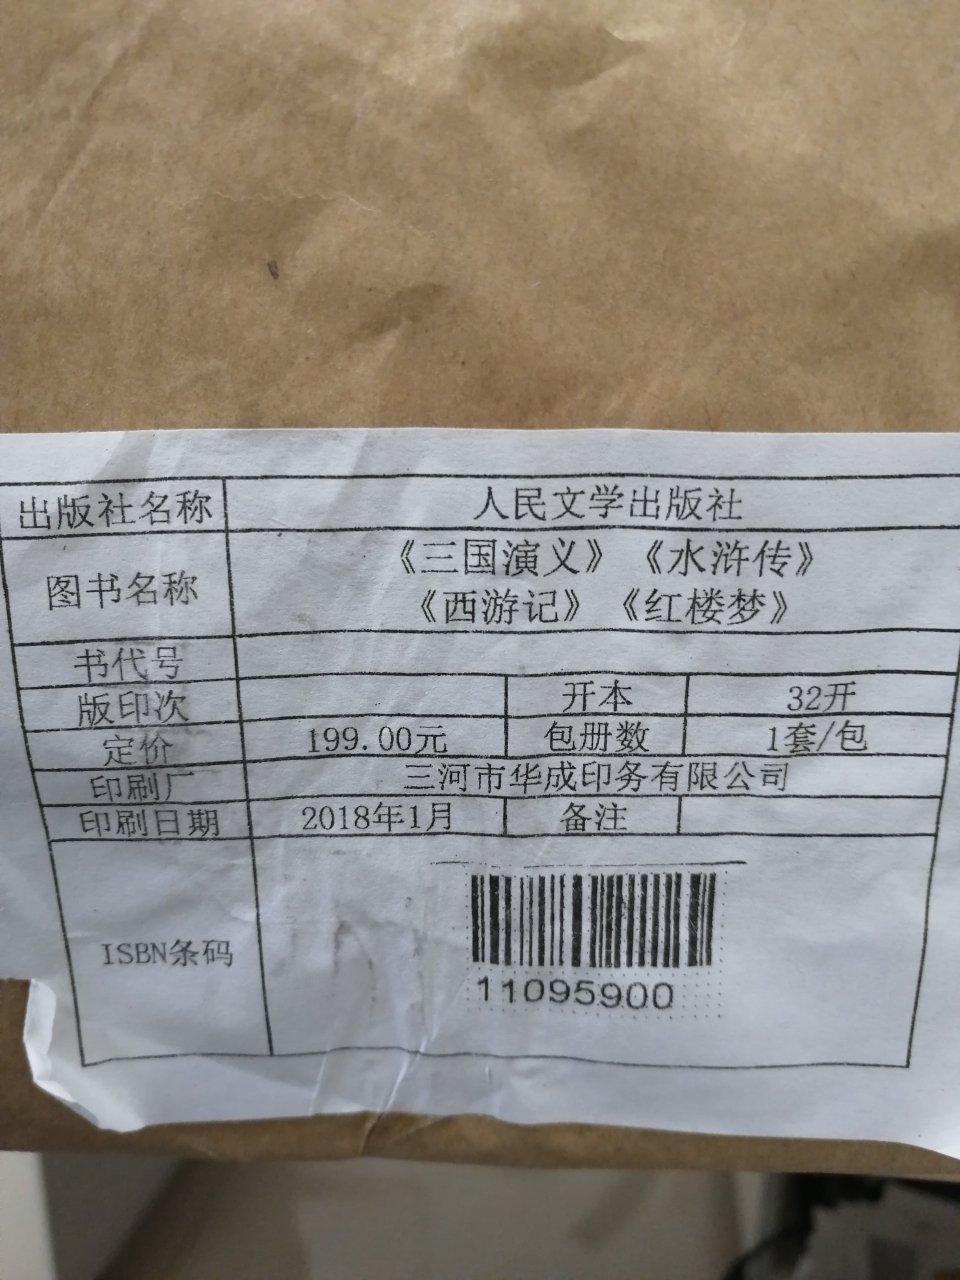 出版社名称 人民文学出版社
图书名称 《三国演义》 《水浒传》
《西游记》 《红楼梦》
书代号
版印次 开本 32开
定价 199.00元 包册数 1套/包
印刷厂 三河市华成印务有限公司
印刷日期 2018年1月 备注
ISBN条码
11095900